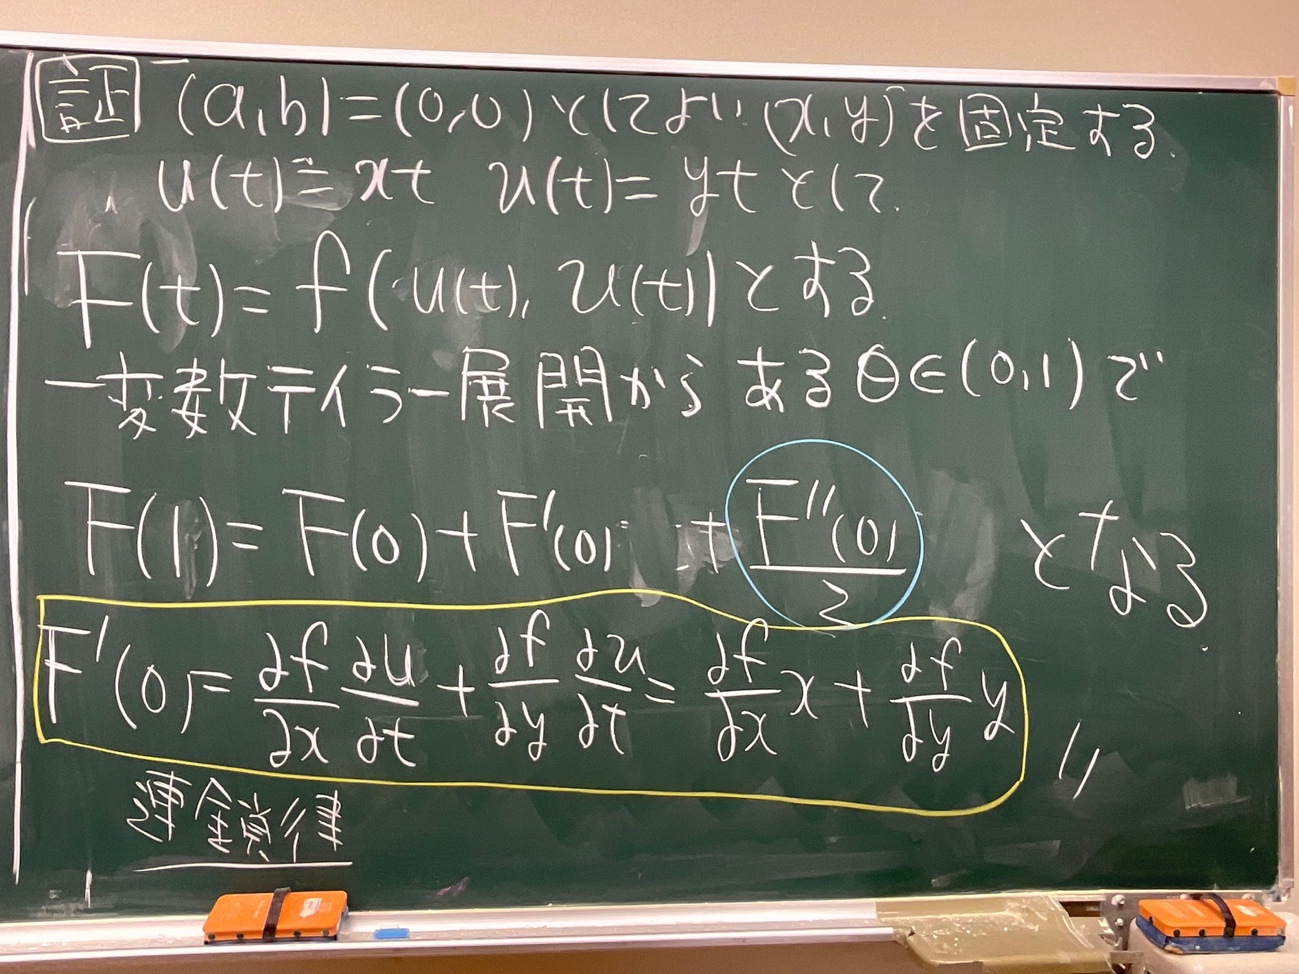 証 (a,b)=(0,0)としてよい (x,y)を固定する.
u(t)=xt v(t)=ytとして.
F(t)=f(u(t), v(t))とする.
一変数テイラー展開から ある θ∈(0,1)で
F(1)=F(0)+F'(0)+F''(0)/2 となる.
F'(0)=∂f/∂x ∂u/∂t+∂f/∂y ∂v/∂t=∂f/∂x x+∂f/∂y y //
連鎖律